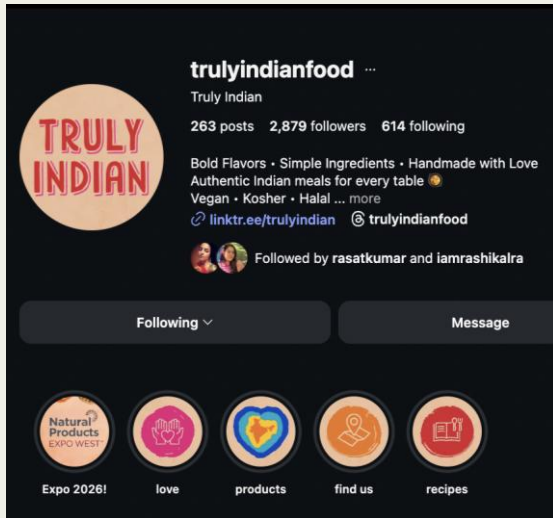 trulyindianfood ...
Truly Indian
263 posts 2,879 followers 614 following
TRULY
INDIAN
Bold Flavors • Simple Ingredients • Handmade with Love
Authentic Indian meals for every table 🍛
Vegan • Kosher • Halal ... more
linktr.ee/trulyindian trulyindianfood
Followed by rasatkumar and iamrashikalra
Following Message
Natural
Products
EXPO WEST
Expo 2026! love products find us recipes